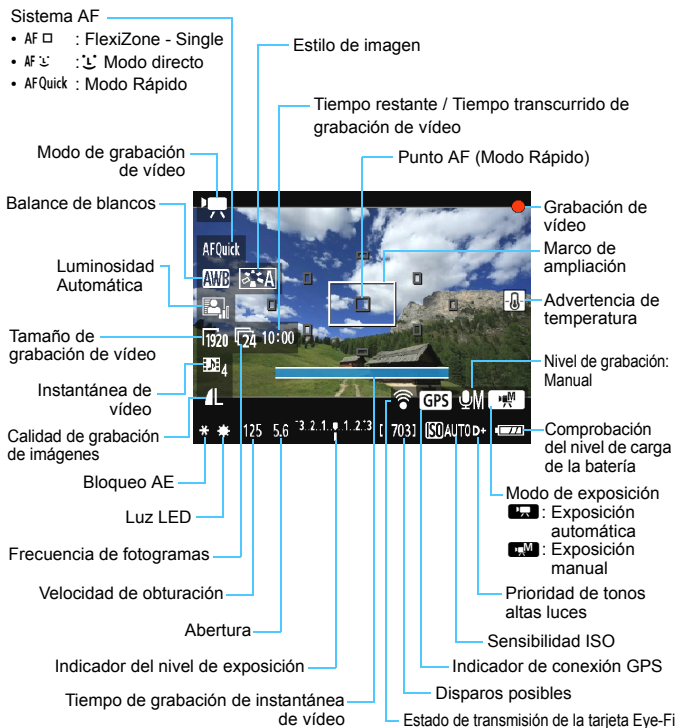 Sistema AF
• AF □ : FlexiZone - Single
• AF : Modo directo
• AFQuick : Modo Rápido
Estilo de imagen
Tiempo restante / Tiempo transcurrido de
grabación de vídeo
Punto AF (Modo Rápido)
Modo de grabación
de vídeo
Balance de blancos
Luminosidad
Automática
Tamaño de
grabación de vídeo
Instantánea de
vídeo
Calidad de grabación
de imágenes
Bloqueo AE
Luz LED
Frecuencia de fotogramas
Velocidad de obturación
Abertura
Indicador del nivel de exposición
Tiempo de grabación de instantánea
de vídeo
AFQuick
AWB
A
1920
24
10:00
4
L
GPS
M
M
* 125 5.6 -3..2..1..0..1..2.:3 [ 703] ISO AUTO D+
Grabación de
vídeo
Marco de
ampliación
Advertencia de
temperatura
Nivel de grabación:
Manual
Comprobación
del nivel de carga
de la batería
Modo de exposición
: Exposición
automática
M : Exposición
manual
Prioridad de tonos
altas luces
Sensibilidad ISO
Indicador de conexión GPS
Disparos posibles
Estado de transmisión de la tarjeta Eye-Fi